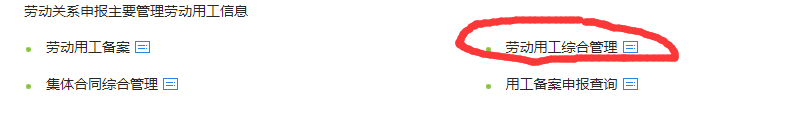 劳动关系申报主要管理劳动用工信息
劳动用工备案
劳动用工综合管理
集体合同综合管理
用工备案申报查询